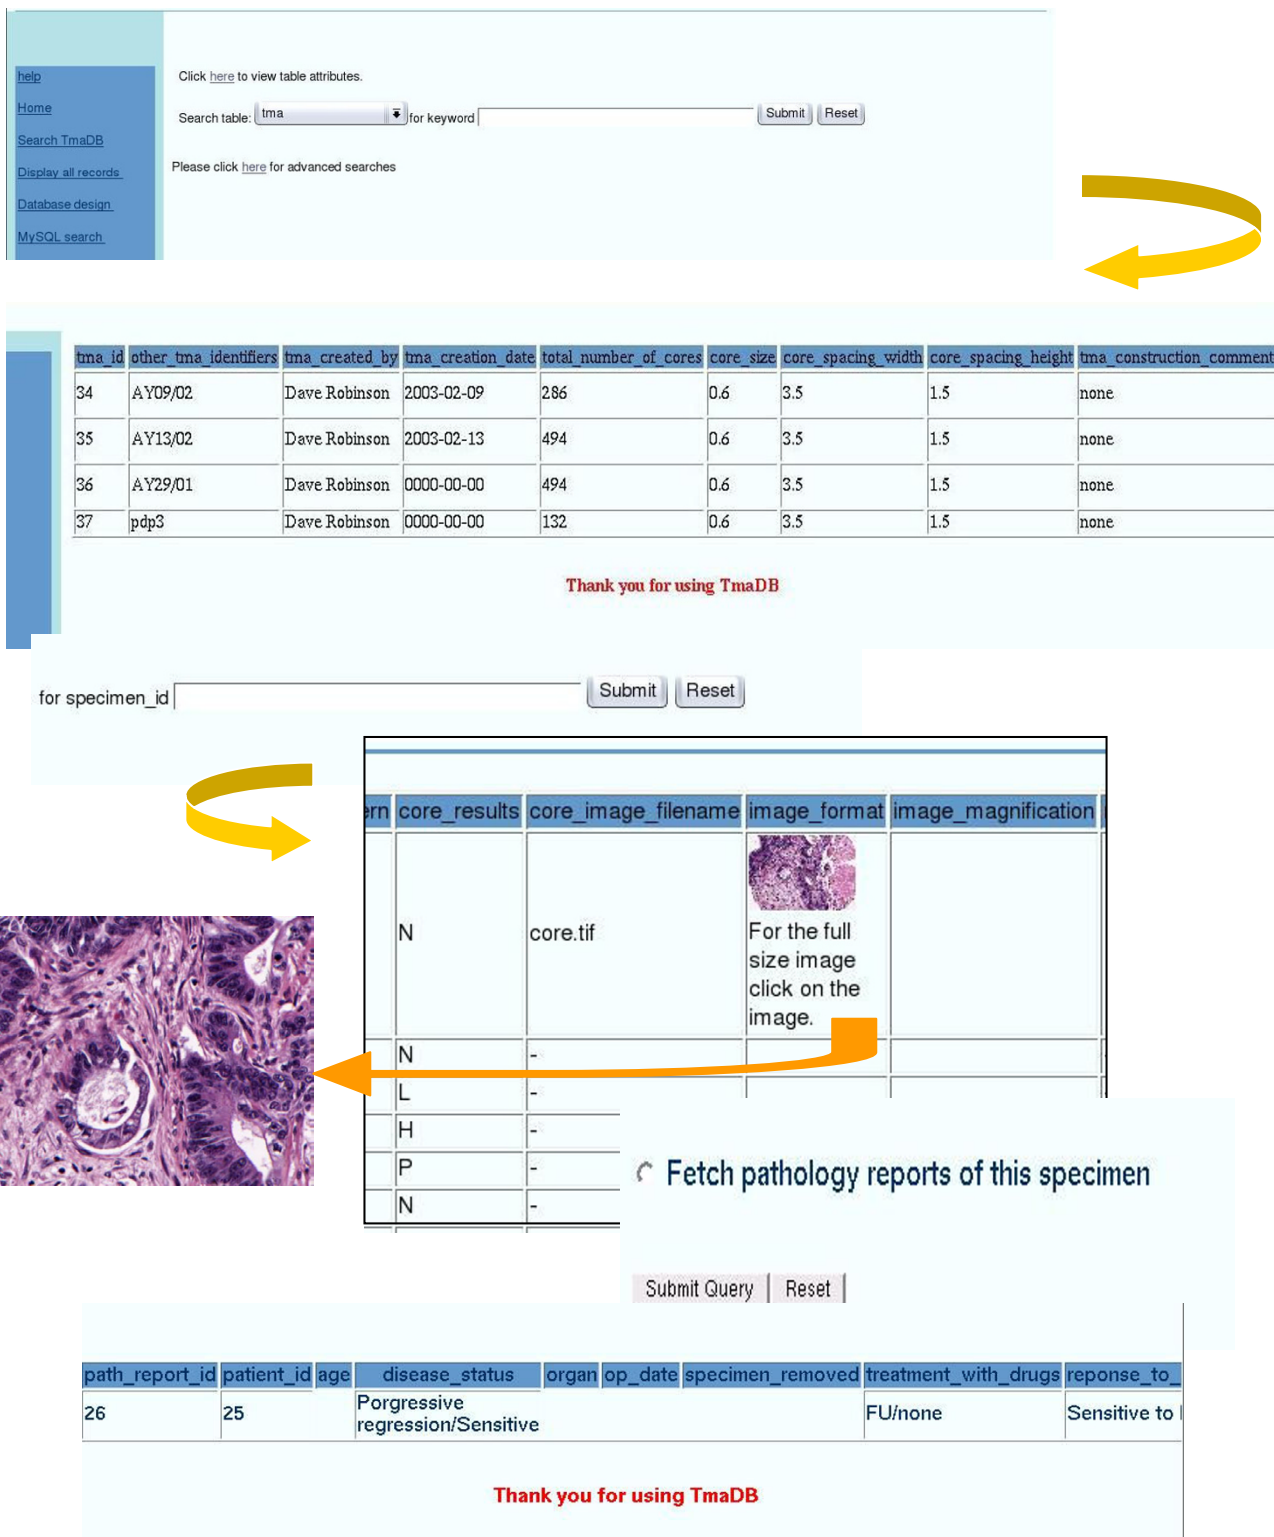 help
Home
Search TmaDB
Display all records
Database design
MySQL search
Click here to view table attributes.
Search table: tma for keyword Submit Reset
Please click here for advanced searches
tma_id other_tma_identifiers tma_created_by tma_creation_date total_number_of_cores core_size core_spacing_width core_spacing_height tma_construction_comment
34 AY09/02 Dave Robinson 2003-02-09 286 0.6 3.5 1.5 none
35 AY13/02 Dave Robinson 2003-02-13 494 0.6 3.5 1.5 none
36 AY29/01 Dave Robinson 0000-00-00 494 0.6 3.5 1.5 none
37 pdp3 Dave Robinson 0000-00-00 132 0.6 3.5 1.5 none
Thank you for using TmaDB
for specimen_id Submit Reset
ern core_results core_image_filename image_format image_magnification
N core.tif
For the full
size image
click on the
image.
N -
L -
H -
P -
N -
Fetch pathology reports of this specimen
Submit Query Reset
path_report_id patient_id age disease_status organ op_date specimen_removed treatment_with_drugs reponse_to_
26 25 Porgressive
regression/Sensitive FU/none Sensitive to
Thank you for using TmaDB